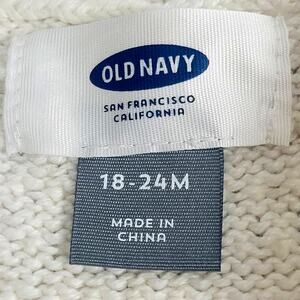 OLD NAVY
SAN FRANCISCO
CALIFORNIA
18-24M
MADE IN
CHINA